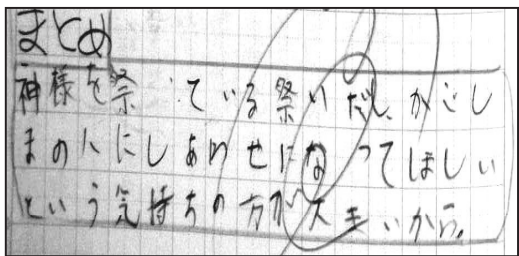 まとめ
神様を祭っている祭いだし、かごし
まの人にしあわせになってほしい
という気持ちの方が大きいから。